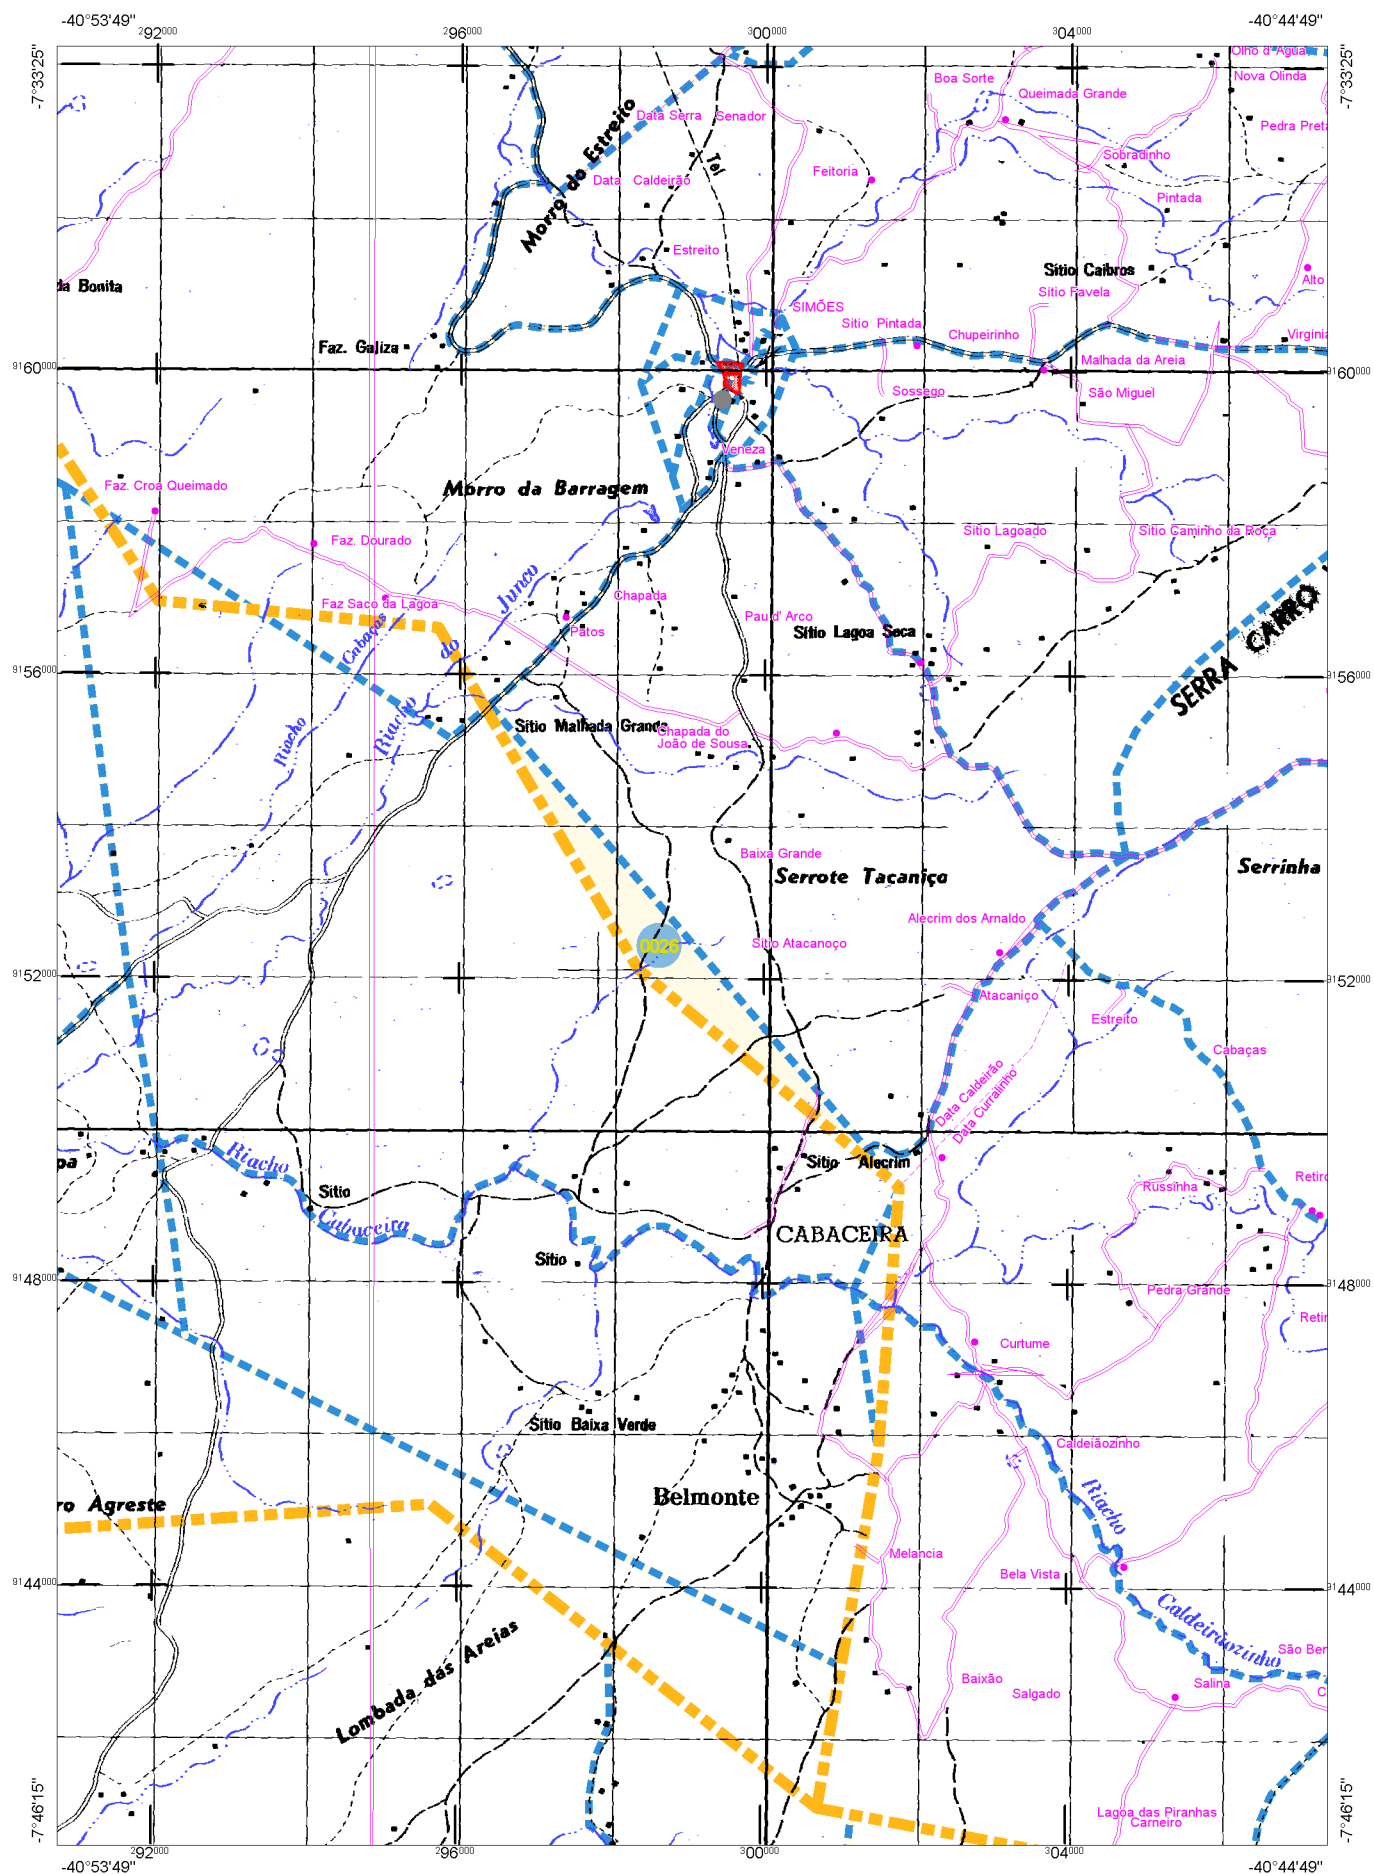 -40°53'49"
-40°44'49"
292000
296000
300000
304000
-7°33'25"
-7°33'25"
Olho d' Agua
Boa Sorte
Nova Olinda
Queimada Grande
Data Serra Senador
Pedra Preta
Morro do Estreito
Tel
Sobradinho
Feitoria
Data Caldeirão
Pintada
Estreito
Sítio Caibros
da Bonita
Alto
Sítio Favela
SIMÕES
Sítio Pintada
Chupeirinho
Virginia
Faz. Galiza
Malhada da Areia
9160000
9160000
Sossego
São Miguel
Veneza
Faz. Croa Queimado
Morro da Barragem
Sítio Lagoado
Sítio Caminho da Roça
Faz. Dourado
Chapada
Faz Saco da Lagoa
Junco
Pau d' Arco
SERRA CARRO
Patos
Sítio Lagoa Seca
Cabaças
do
9156000
9156000
Riacho
Riacho
Sítio Malhada Grande
Chapada do
João de Sousa
Baixa Grande
Serrote Tacaniço
Serrinha
Alecrim dos Arnaldo
0026
Sítio Atacanoço
9152000
9152000
Atacaniço
Estreito
Cabaças
Data Caldeirão
Data Curralinho
Riacho
pa
Sítio Alecrim
Retiro
Sítio
Russinha
Cabaceira
CABACEIRA
Sítio
9148000
9148000
Pedra Grande
Retir
Curtume
Sítio Baixa Verde
Caldeiãozinho
ro Agreste
Belmonte
Riacho
Melancia
Bela Vista
9144000
9144000
Caldeirãozinho
Lombada das Areias
São Ber
Baixão
Salina
Salgado
C
Lagoa das Piranhas
Carneiro
-7°46'15"
-7°46'15"
292000
296000
300000
304000
-40°53'49"
-40°44'49"